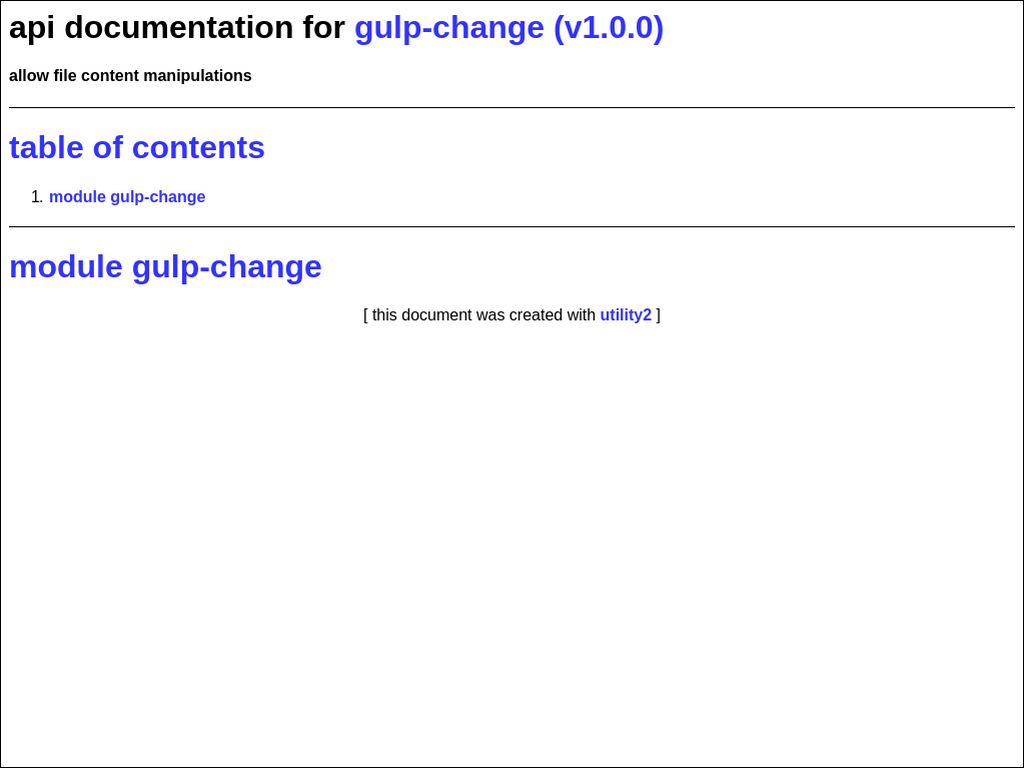 api documentation for gulp-change (v1.0.0)
allow file content manipulations
table of contents
1. module gulp-change
module gulp-change
[ this document was created with utility2 ]